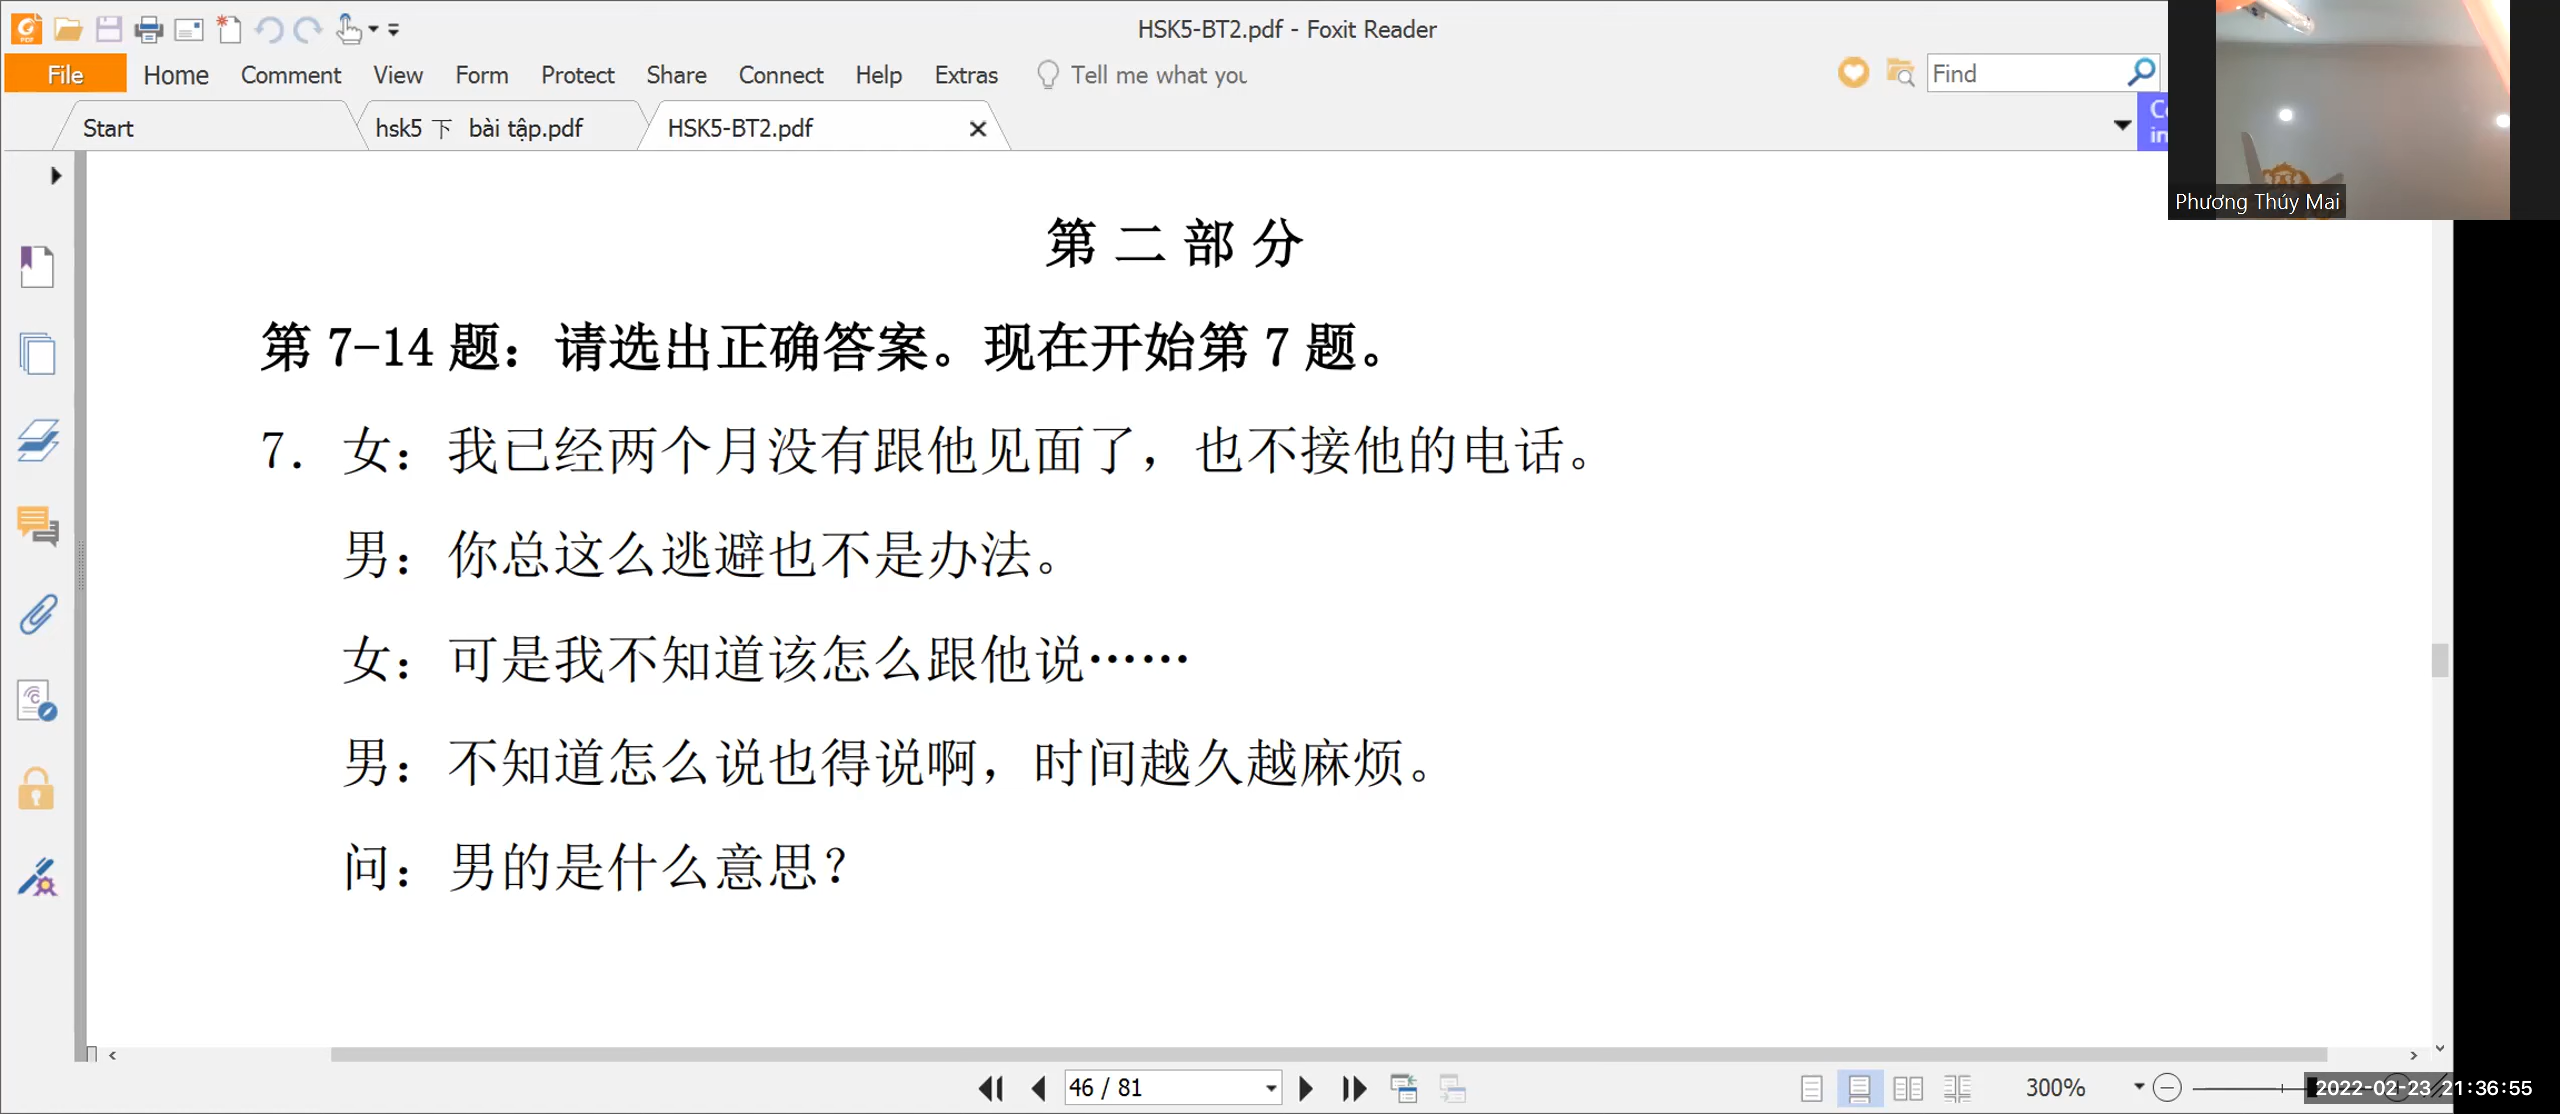 HSK5-BT2.pdf - Foxit Reader
File Home Comment View Form Protect Share Connect Help Extras Tell me what you Find
Start hsk5 下 bài tập.pdf HSK5-BT2.pdf
Phương Thúy Mai
第二部分
第 7-14 题：请选出正确答案。现在开始第 7 题。
7. 女：我已经两个月没有跟他见面了，也不接他的电话。
男：你总这么逃避也不是办法。
女：可是我不知道该怎么跟他说……
男：不知道怎么说也得说啊，时间越久越麻烦。
问：男的是什么意思？
46 / 81 300% 2022-02-23 21:36:55